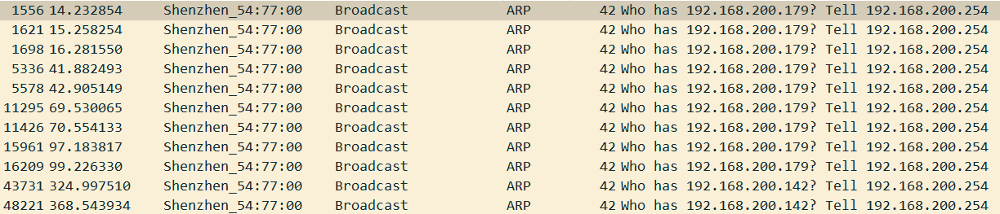 1556 14.232854 Shenzhen_54:77:00 Broadcast ARP 42 Who has 192.168.200.179? Tell 192.168.200.254
1621 15.258254 Shenzhen_54:77:00 Broadcast ARP 42 Who has 192.168.200.179? Tell 192.168.200.254
1698 16.281550 Shenzhen_54:77:00 Broadcast ARP 42 Who has 192.168.200.179? Tell 192.168.200.254
5336 41.882493 Shenzhen_54:77:00 Broadcast ARP 42 Who has 192.168.200.179? Tell 192.168.200.254
5578 42.905149 Shenzhen_54:77:00 Broadcast ARP 42 Who has 192.168.200.179? Tell 192.168.200.254
11295 69.530065 Shenzhen_54:77:00 Broadcast ARP 42 Who has 192.168.200.179? Tell 192.168.200.254
11426 70.554133 Shenzhen_54:77:00 Broadcast ARP 42 Who has 192.168.200.179? Tell 192.168.200.254
15961 97.183817 Shenzhen_54:77:00 Broadcast ARP 42 Who has 192.168.200.179? Tell 192.168.200.254
16209 99.226330 Shenzhen_54:77:00 Broadcast ARP 42 Who has 192.168.200.179? Tell 192.168.200.254
43731 324.997510 Shenzhen_54:77:00 Broadcast ARP 42 Who has 192.168.200.142? Tell 192.168.200.254
48221 368.543934 Shenzhen_54:77:00 Broadcast ARP 42 Who has 192.168.200.142? Tell 192.168.200.254